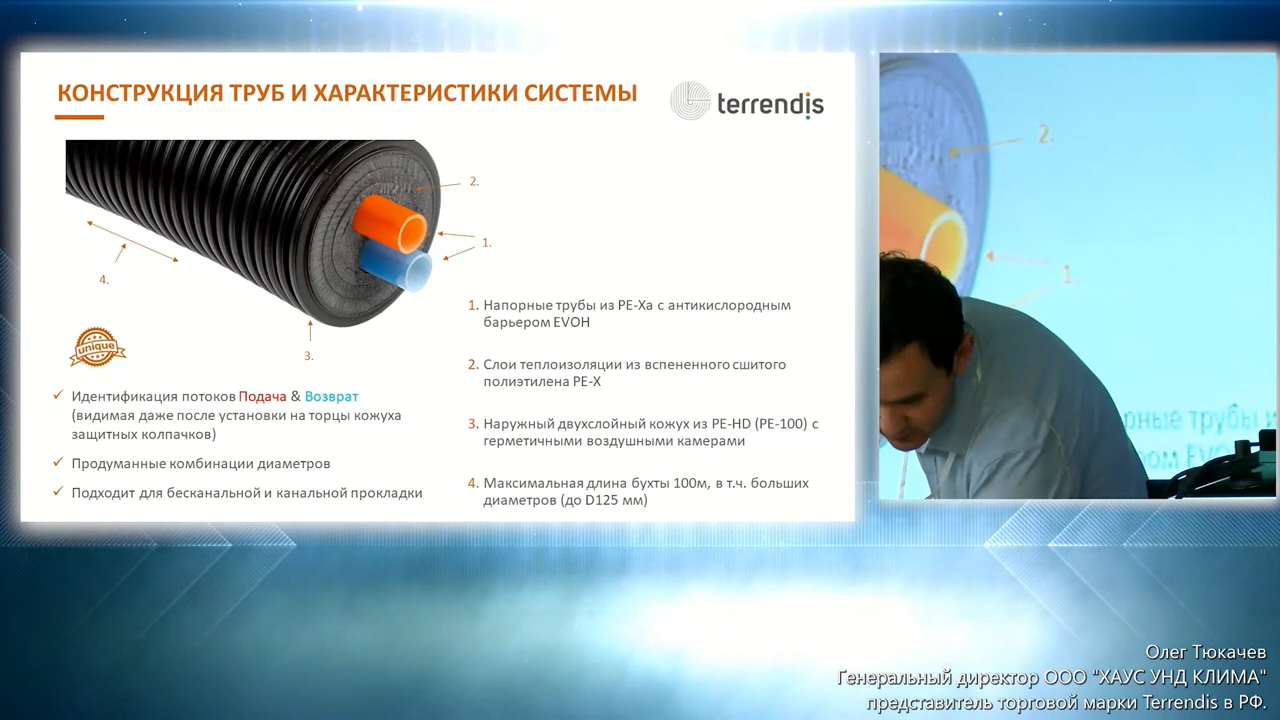 КОНСТРУКЦИЯ ТРУБ И ХАРАКТЕРИСТИКИ СИСТЕМЫ
terrendis
2.
1.
4.
3.
unique
Идентификация потоков Подача & Возврат
(видимая даже после установки на торцы кожуха
защитных колпачков)
Продуманные комбинации диаметров
Подходит для бесканальной и канальной прокладки
1. Напорные трубы из PE-Xa с антикислородным
барьером EVOH
2. Слои теплоизоляции из вспененного сшитого
полиэтилена PE-X
3. Наружный двухслойный кожух из PE-HD (PE-100) с
герметичными воздушными камерами
4. Максимальная длина бухты 100м, в т.ч. больших
диаметров (до D125 мм)
2.
1.
рные трубы и
ом
Олег Тюкачев
Генеральный директор ООО "ХАУС УНД КЛИМА"
представитель торговой марки Terrendis в РФ.